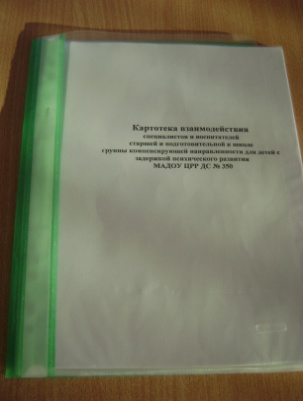 Картотека взаимодействия
специалистов и воспитателей
старшей и подготовительной к школе
группы компенсирующей направленности для детей с
задержкой психического развития
МАДОУ ЦРР ДС № 350